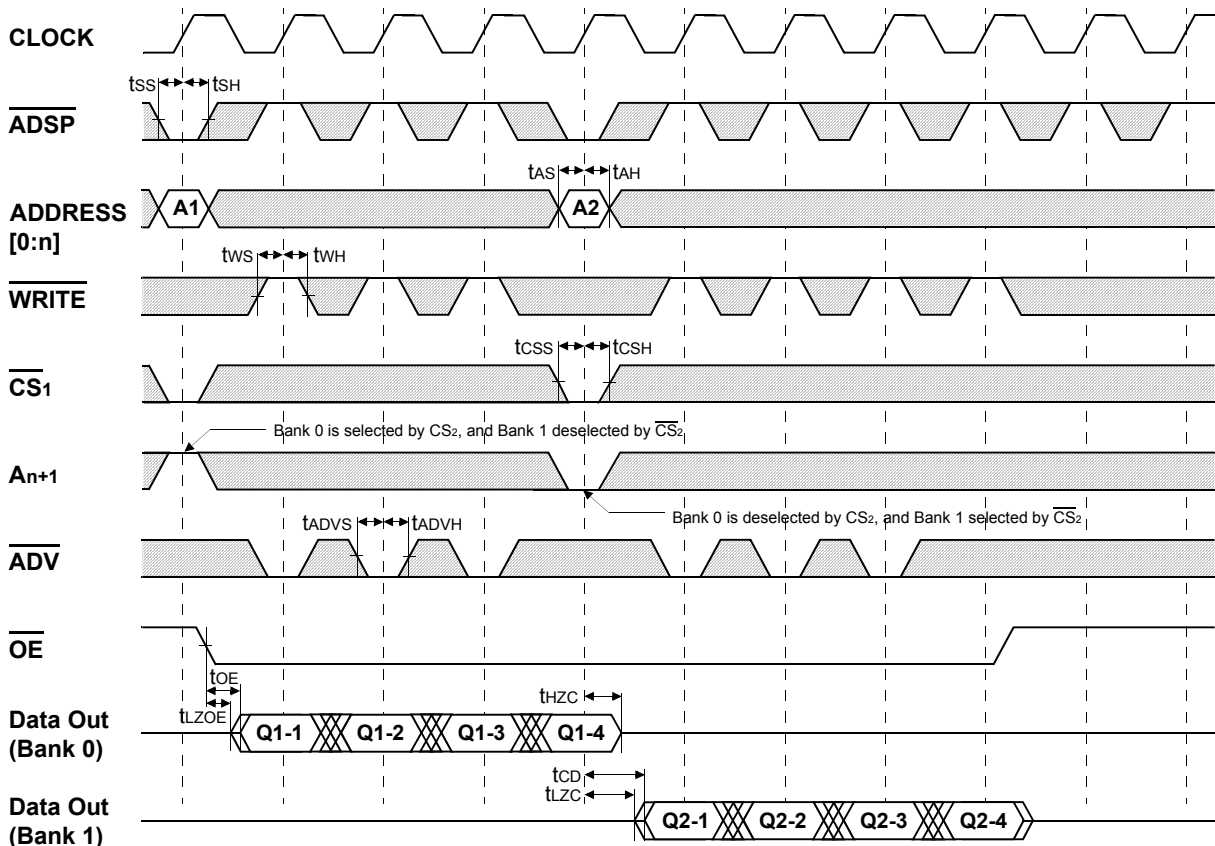 CLOCK
tSS tSH
ADSP
tAS tAH
ADDRESS
[0:n]
A1 A2
tWS tWH
WRITE
tCSS tCSH
CS1
Bank 0 is selected by CS2, and Bank 1 deselected by CS2
An+1
Bank 0 is deselected by CS2, and Bank 1 selected by CS2
tADVS tADVH
ADV
OE
tOE
tLZOE
tHZC
Data Out
(Bank 0)
Q1-1 Q1-2 Q1-3 Q1-4
tCD
tLZC
Data Out
(Bank 1)
Q2-1 Q2-2 Q2-3 Q2-4